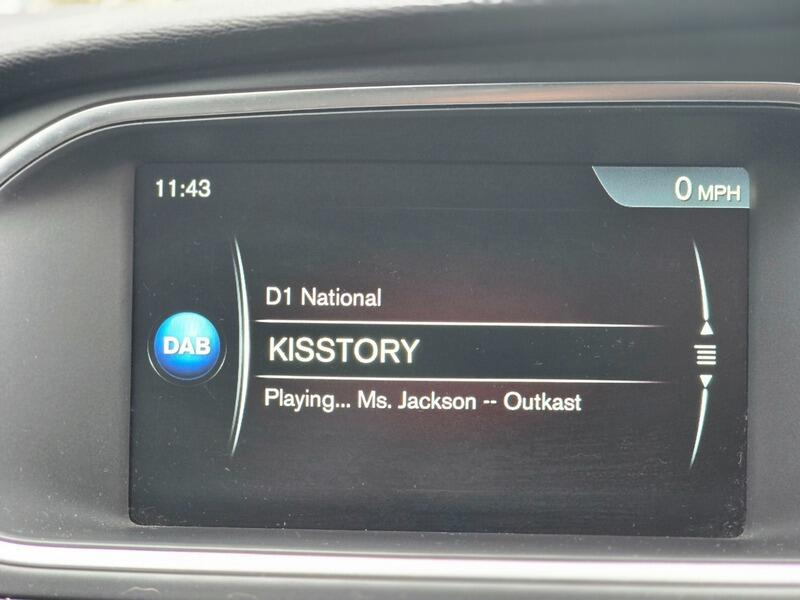 11:43
0 MPH
D1 National
DAB
KISSTORY
Playing... Ms. Jackson -- Outkast